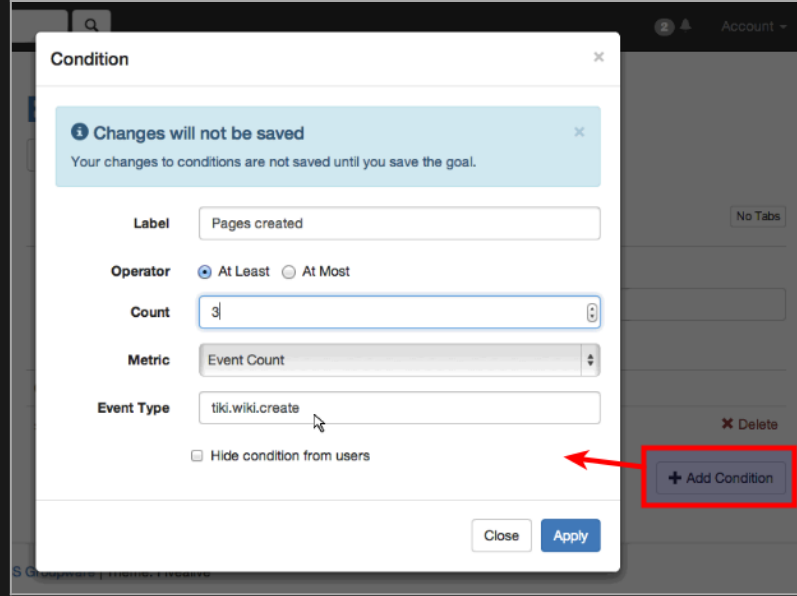 2
Account
Condition
×
Changes will not be saved
×
Your changes to conditions are not saved until you save the goal.
Label
Pages created
No Tabs
Operator
At Least
At Most
Count
3
Metric
Event Count
Event Type
tiki.wiki.create
Delete
Hide condition from users
Add Condition
Close
Apply
S Groupware | Theme: Fivealive